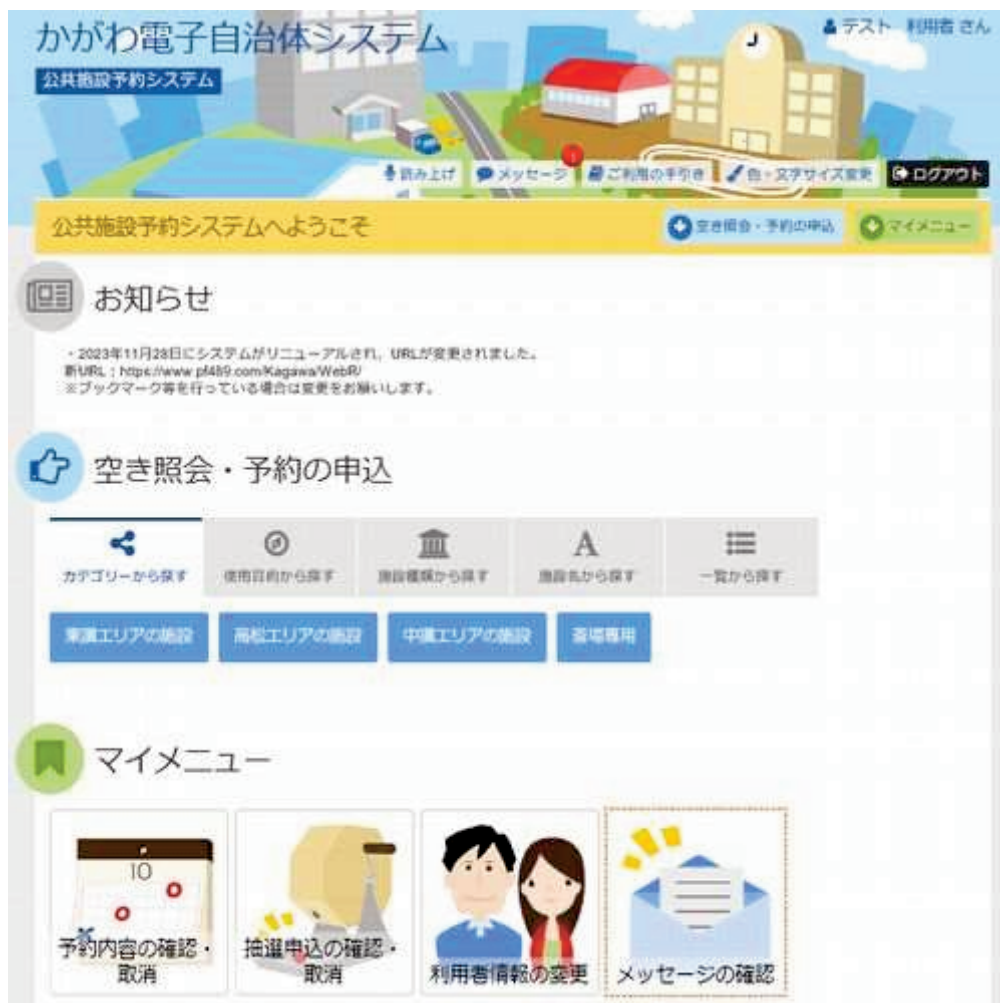 かがわ電子自治体システム
公共施設予約システム
テスト 利用者 さん
読み上げ メッセージ 1 ご利用の手引き 色・文字サイズ変更 ログアウト
公共施設予約システムへようこそ 空き照会・予約の申込 マイメニュー
お知らせ
・2023年11月28日にシステムがリニューアルされ、URLが変更されました。
新URL:https://www.pf489.com/Kagawa/WebR/
※ブックマーク等を行っている場合は変更をお願いします。
空き照会・予約の申込
カテゴリーから探す 使用目的から探す 施設種類から探す 施設名から探す 一覧から探す
東讃エリアの施設 高松エリアの施設 中讃エリアの施設 斎場専用
マイメニュー
10
予約内容の確認・ 抽選申込の確認・ 利用者情報の変更 メッセージの確認
取消 取消